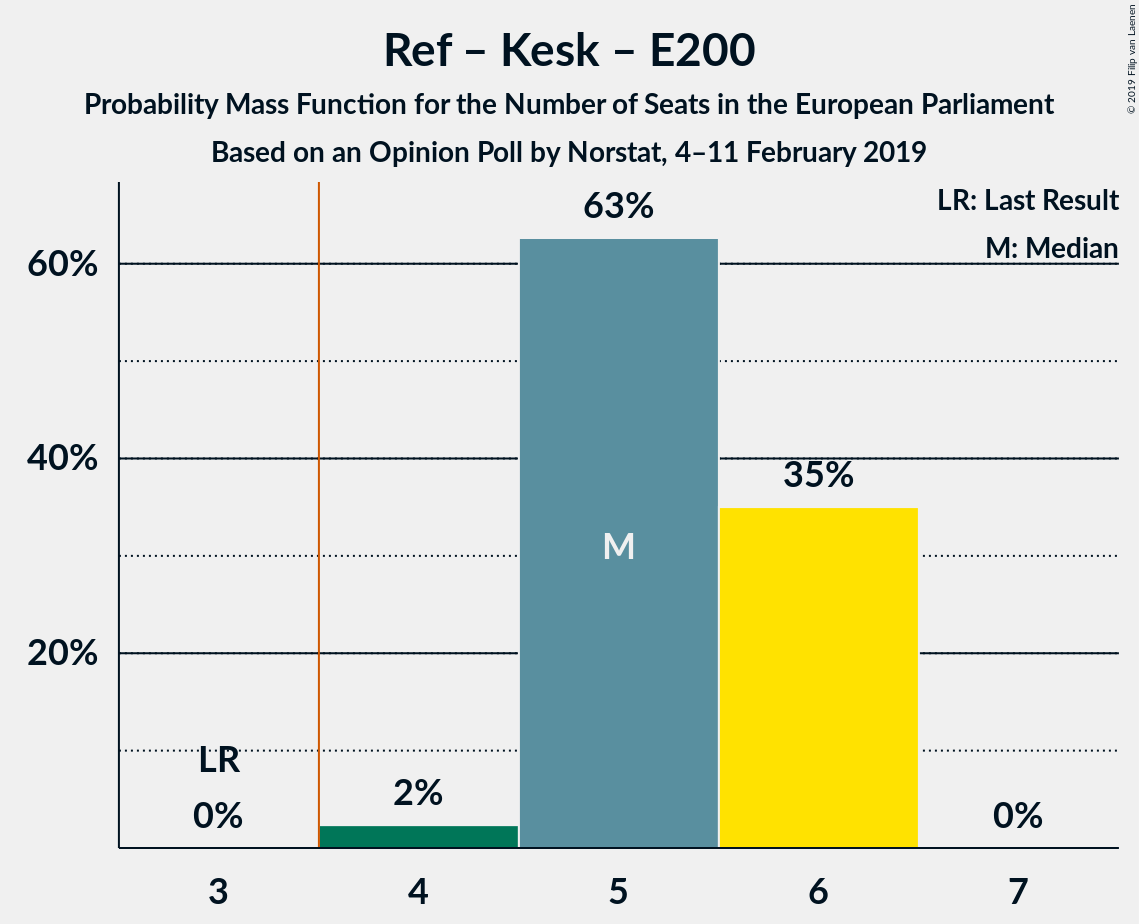 Ref – Kesk – E200
Probability Mass Function for the Number of Seats in the European Parliament
Based on an Opinion Poll by Norstat, 4–11 February 2019
© 2019 Filip van Laenen
LR: Last Result
M: Median
63%
60%
40%
35%
M
20%
LR
2%
0%
0%
3
4
5
6
7